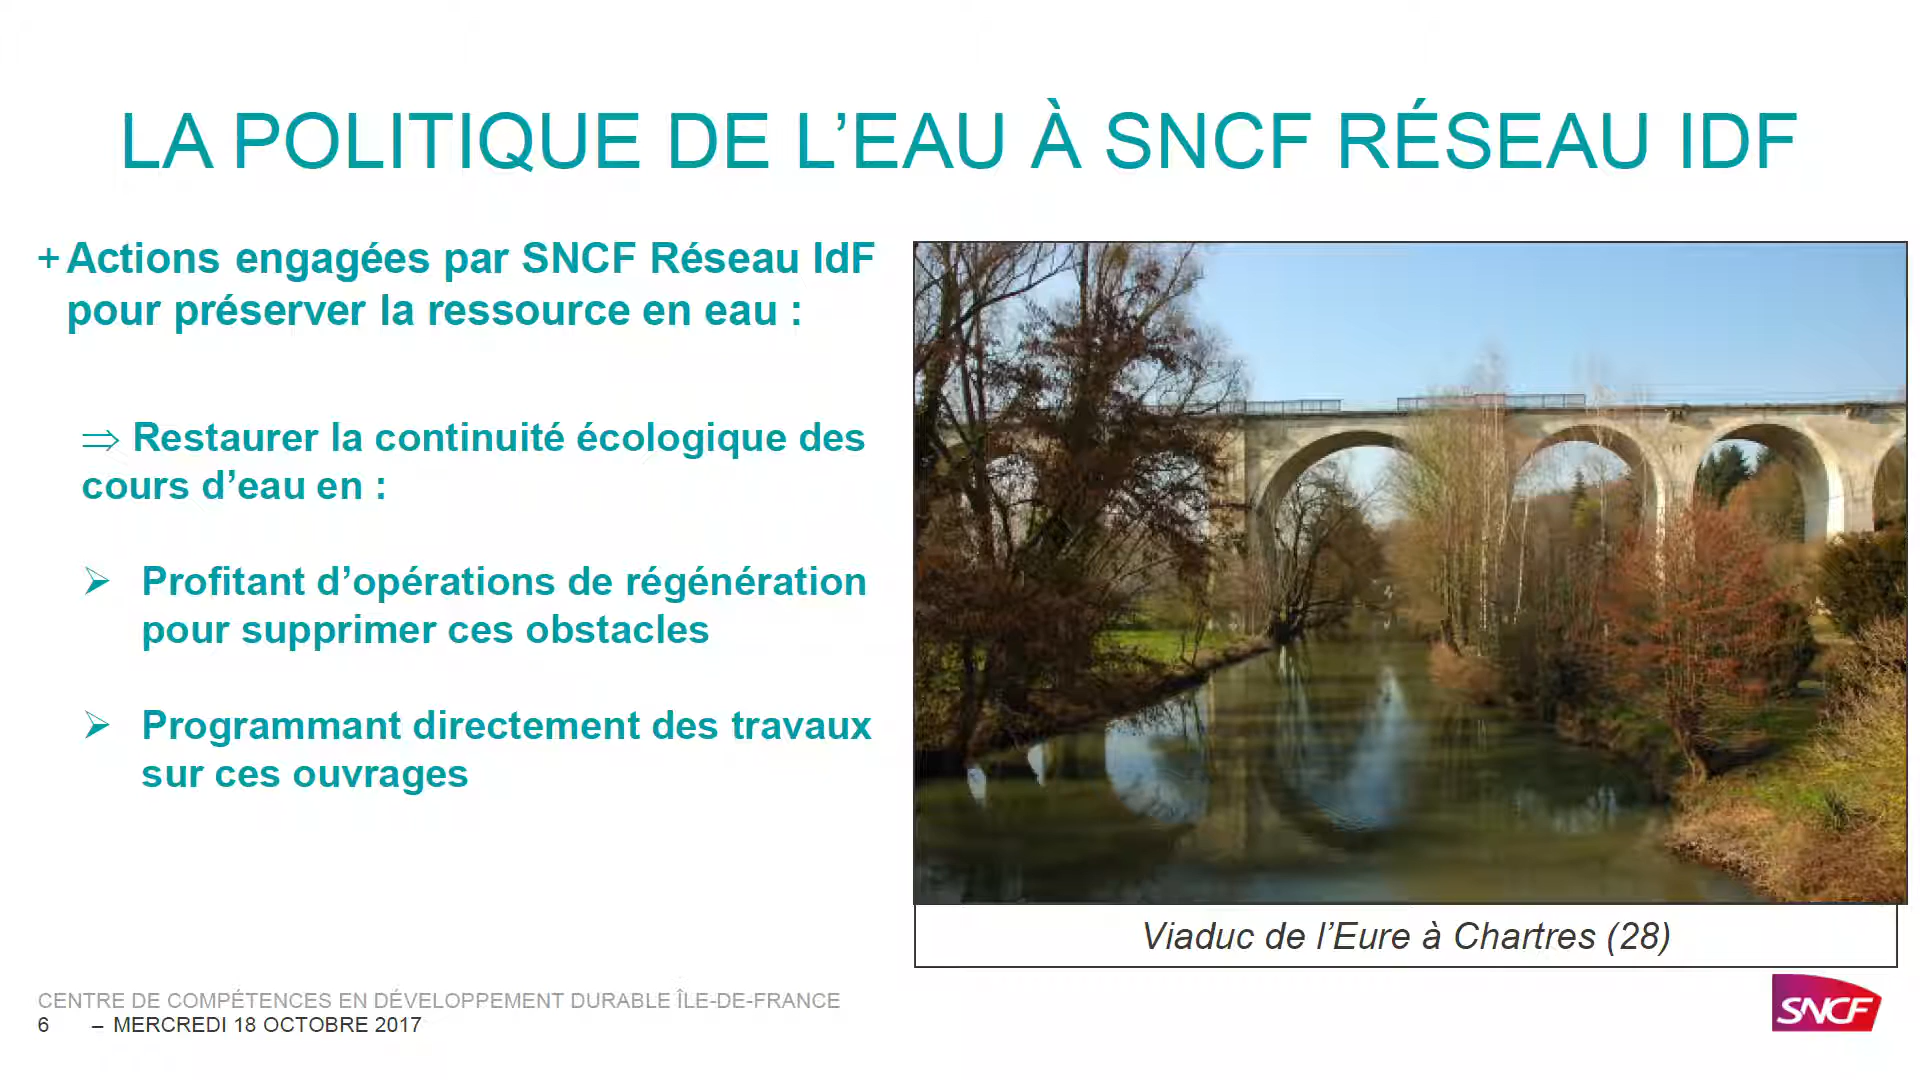 LA POLITIQUE DE L’EAU À SNCF RÉSEAU IDF
+ Actions engagées par SNCF Réseau IdF
pour préserver la ressource en eau :
⇒ Restaurer la continuité écologique des
cours d’eau en :
➢ Profitant d’opérations de régénération
pour supprimer ces obstacles
➢ Programmant directement des travaux
sur ces ouvrages
Viaduc de l’Eure à Chartres (28)
CENTRE DE COMPÉTENCES EN DÉVELOPPEMENT DURABLE ÎLE-DE-FRANCE
6 – MERCREDI 18 OCTOBRE 2017
SNCF